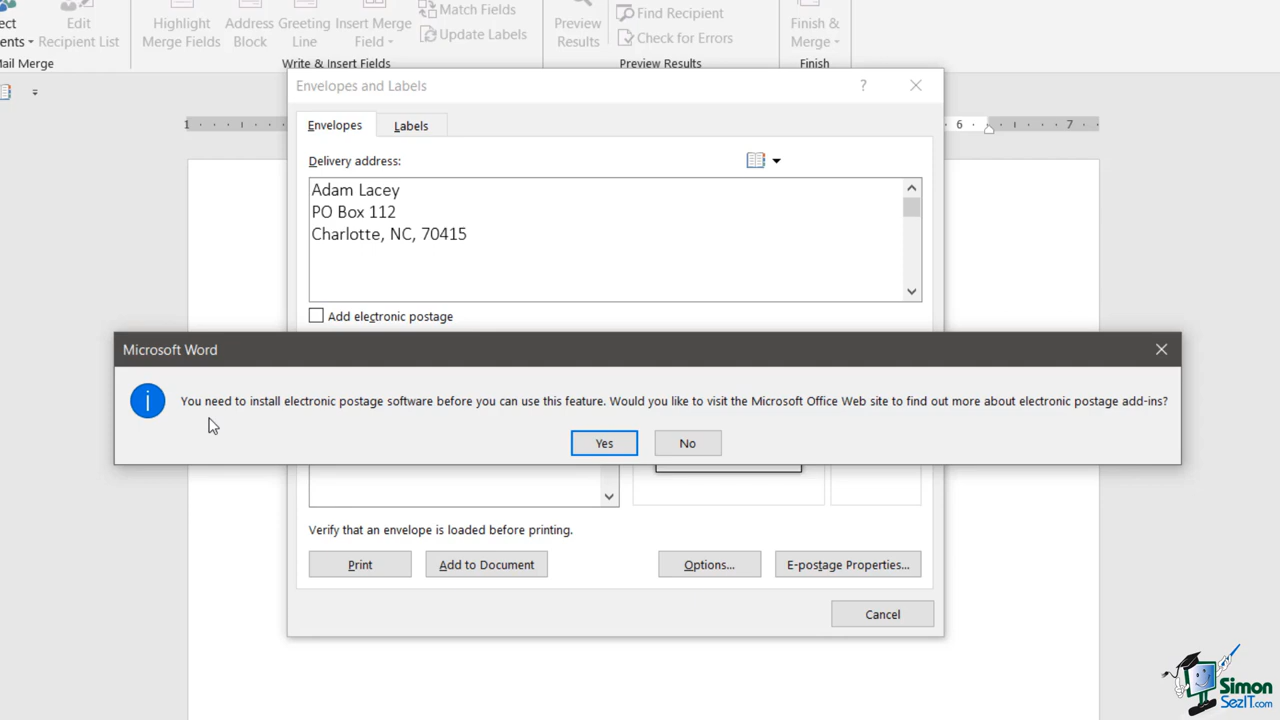 ect
ents
Edit
Recipient List
Highlight
Merge Fields
Address
Block
Greeting
Line
Insert Merge
Field
Match Fields
Update Labels
Preview
Results
Find Recipient
Check for Errors
Finish &
Merge
ail Merge
Write & Insert Fields
Preview Results
Finish
Envelopes and Labels
?
1
6
7
Envelopes
Labels
Delivery address:
Adam Lacey
PO Box 112
Charlotte, NC, 70415
Add electronic postage
Microsoft Word
You need to install electronic postage software before you can use this feature. Would you like to visit the Microsoft Office Web site to find out more about electronic postage add-ins?
Yes
No
Verify that an envelope is loaded before printing.
Print
Add to Document
Options...
E-postage Properties...
Cancel
Simon
SezIT.com